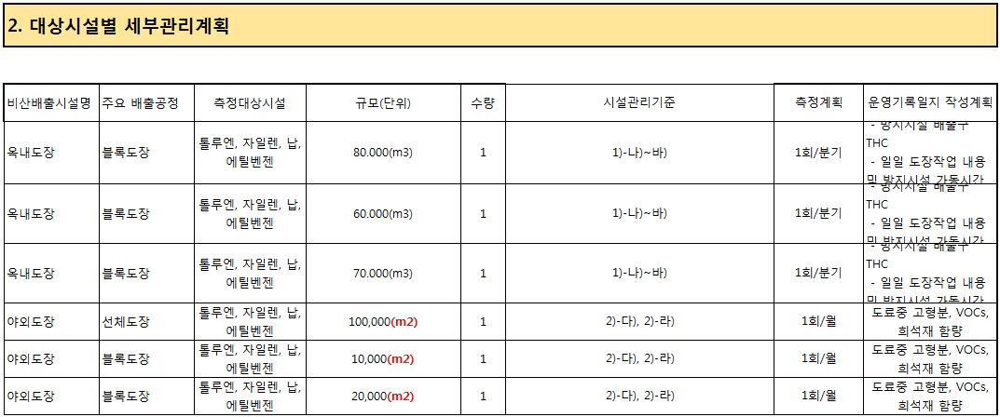 2. 대상시설별 세부관리계획
비산배출시설명 주요 배출공정 측정대상시설 규모(단위) 수량 시설관리기준 측정계획 운영기록일지 작성계획
옥내도장 블록도장 톨루엔, 자일렌, 납, 에틸벤젠 80.000(m3) 1 1)-나)~바) 1회/분기 - 방지시설 배출구
THC
- 일일 도장작업 내용
및 방지시설 가동시간
옥내도장 블록도장 톨루엔, 자일렌, 납, 에틸벤젠 60.000(m3) 1 1)-나)~바) 1회/분기 - 방지시설 배출구
THC
- 일일 도장작업 내용
및 방지시설 가동시간
옥내도장 블록도장 톨루엔, 자일렌, 납, 에틸벤젠 70.000(m3) 1 1)-나)~바) 1회/분기 - 방지시설 배출구
THC
- 일일 도장작업 내용
및 방지시설 가동시간
야외도장 선체도장 톨루엔, 자일렌, 납, 에틸벤젠 100,000(m2) 1 2)-다), 2)-라) 1회/월 도료중 고형분, VOCs,
희석재 함량
야외도장 블록도장 톨루엔, 자일렌, 납, 에틸벤젠 10,000(m2) 1 2)-다), 2)-라) 1회/월 도료중 고형분, VOCs,
희석재 함량
야외도장 블록도장 톨루엔, 자일렌, 납, 에틸벤젠 20,000(m2) 1 2)-다), 2)-라) 1회/월 도료중 고형분, VOCs,
희석재 함량